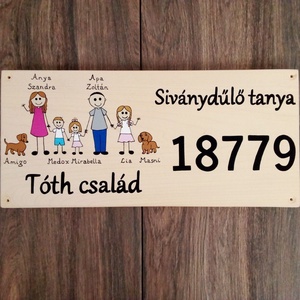 Anya
Szandra
Apa
Zoltán
Siványdűlő tanya
18779
Amigo
Medox Mirabella
Lia
Masni
Tóth család